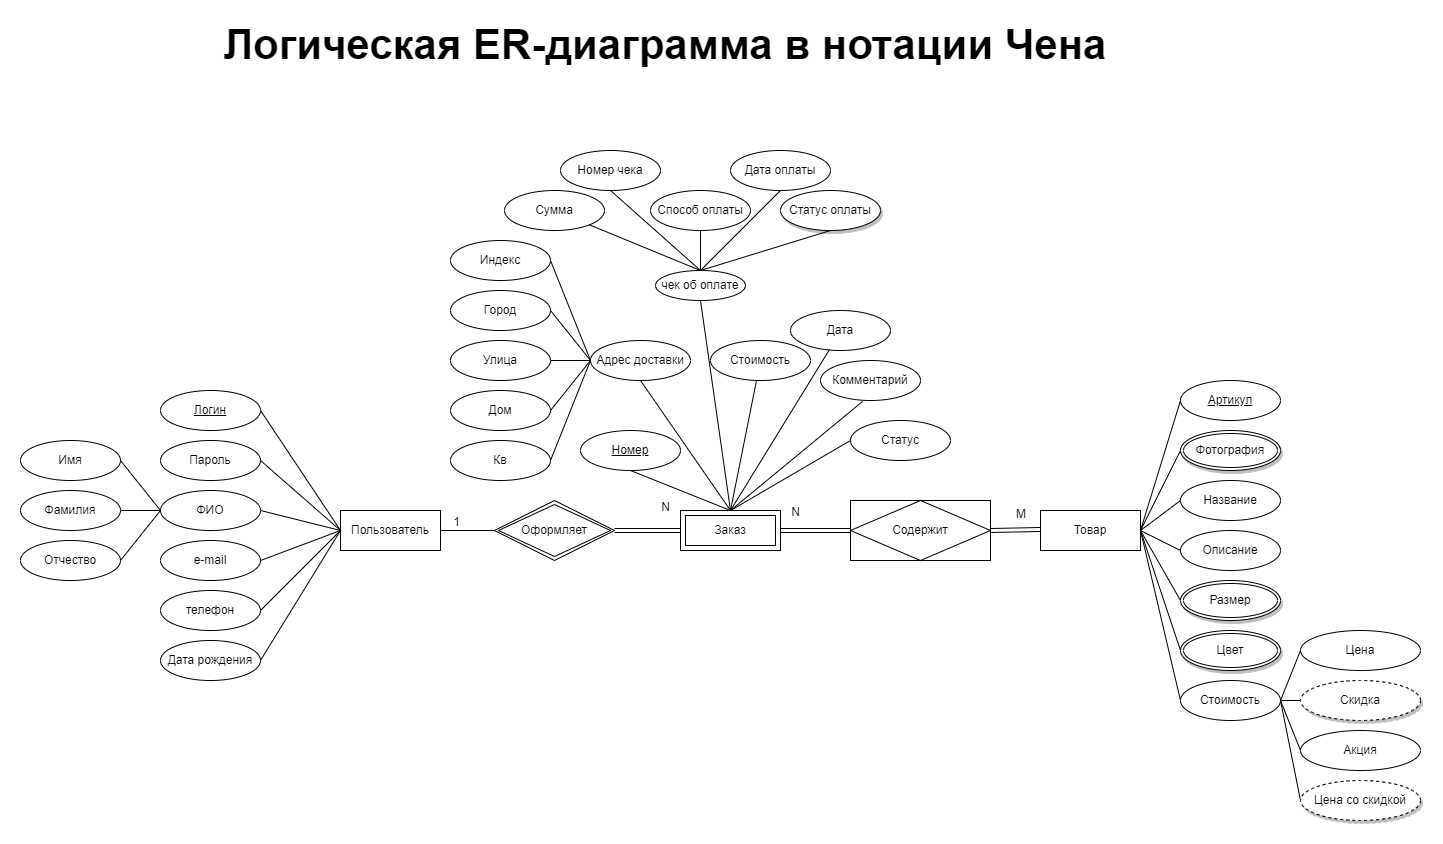 Логическая ER-диаграмма в нотации Чена
Номер чека
Дата оплаты
Сумма
Способ оплаты
Статус оплаты
Индекс
чек об оплате
Город
Дата
Улица
Адрес доставки
Стоимость
Комментарий
Дом
Статус
Номер
Кв
Логин
Пароль
Имя
ФИО
Фамилия
e-mail
Отчество
телефон
Дата рождения
Пользователь
1
Оформляет
N
Заказ
N
Содержит
M
Товар
Артикул
Фотография
Название
Описание
Размер
Цвет
Стоимость
Цена
Скидка
Акция
Цена со скидкой